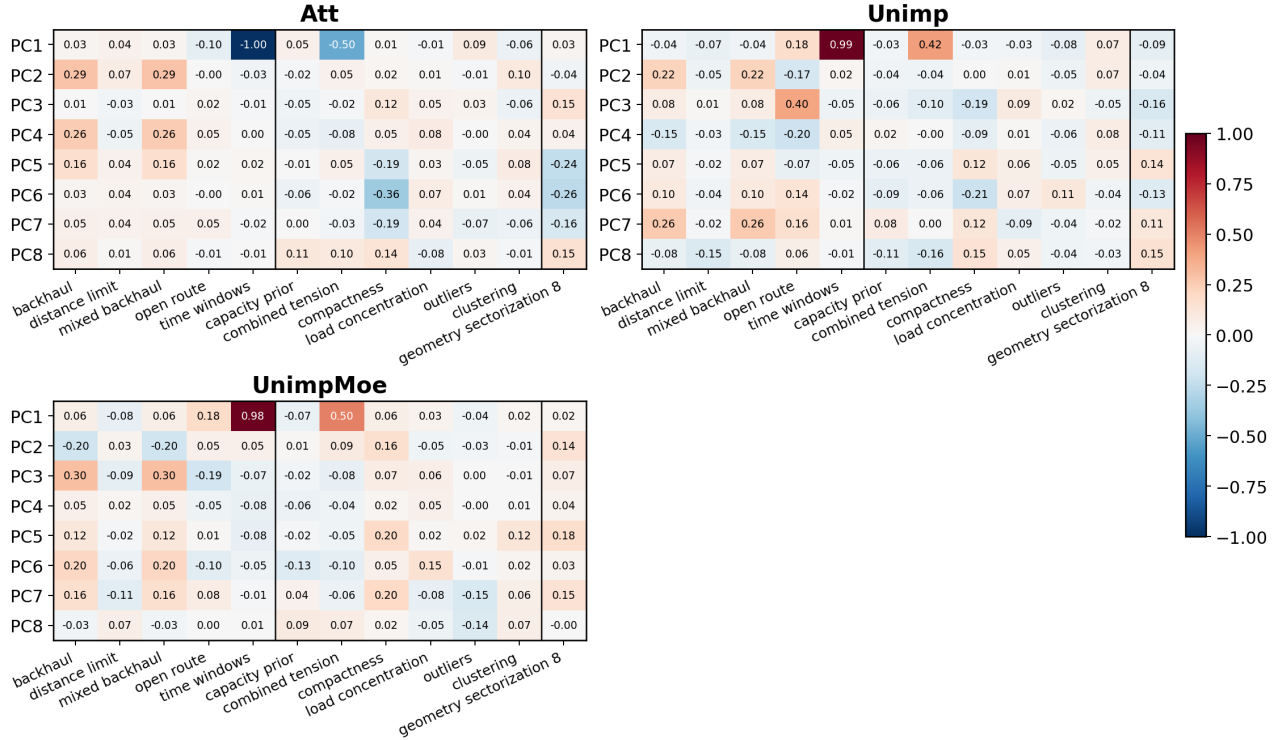 Att
PC1 0.03 0.04 0.03 -0.10 -1.00 0.05 -0.50 0.01 -0.01 0.09 -0.06 0.03
PC2 0.29 0.07 0.29 -0.00 -0.03 -0.02 0.05 0.02 0.01 -0.01 0.10 -0.04
PC3 0.01 -0.03 0.01 0.02 -0.01 -0.05 -0.02 0.12 0.05 0.03 -0.06 0.15
PC4 0.26 -0.05 0.26 0.05 0.00 -0.05 -0.08 0.05 0.08 -0.00 0.04 0.04
PC5 0.16 0.04 0.16 0.02 0.02 -0.01 0.05 -0.19 0.03 -0.05 0.08 -0.24
PC6 0.03 0.04 0.03 -0.00 0.01 -0.06 -0.02 -0.36 0.07 0.01 0.04 -0.26
PC7 0.05 0.04 0.05 0.05 -0.02 0.00 -0.03 -0.19 0.04 -0.07 -0.06 -0.16
PC8 0.06 0.01 0.06 -0.01 -0.01 0.11 0.10 0.14 -0.08 0.03 -0.01 0.15
backhaul
distance limit
mixed backhaul
open route
time windows
capacity prior
combined tension
compactness
load concentration
outliers
clustering
geometry sectorization 8
Unimp
PC1 -0.04 -0.07 -0.04 0.18 0.99 -0.03 0.42 -0.03 -0.03 -0.08 0.07 -0.09
PC2 0.22 -0.05 0.22 -0.17 0.02 -0.04 -0.04 0.00 0.01 -0.05 0.07 -0.04
PC3 0.08 0.01 0.08 0.40 -0.05 -0.06 -0.10 -0.19 0.09 0.02 -0.05 -0.16
PC4 -0.15 -0.03 -0.15 -0.20 0.05 0.02 -0.00 -0.09 0.01 -0.06 0.08 -0.11
PC5 0.07 -0.02 0.07 -0.07 -0.05 -0.06 -0.06 0.12 0.06 -0.05 0.05 0.14
PC6 0.10 -0.04 0.10 0.14 -0.02 -0.09 -0.06 -0.21 0.07 0.11 -0.04 -0.13
PC7 0.26 -0.02 0.26 0.16 0.01 0.08 0.00 0.12 -0.09 -0.04 -0.02 0.11
PC8 -0.08 -0.15 -0.08 0.06 -0.01 -0.11 -0.16 0.15 0.05 -0.04 -0.03 0.15
backhaul
distance limit
mixed backhaul
open route
time windows
capacity prior
combined tension
compactness
load concentration
outliers
clustering
geometry sectorization 8
1.00
0.75
0.50
0.25
0.00
−0.25
−0.50
−0.75
−1.00
UnimpMoe
PC1 0.06 -0.08 0.06 0.18 0.98 -0.07 0.50 0.06 0.03 -0.04 0.02 0.02
PC2 -0.20 0.03 -0.20 0.05 0.05 0.01 0.09 0.16 -0.05 -0.03 -0.01 0.14
PC3 0.30 -0.09 0.30 -0.19 -0.07 -0.02 -0.08 0.07 0.06 0.00 -0.01 0.07
PC4 0.05 0.02 0.05 -0.05 -0.08 -0.06 -0.04 0.02 0.05 -0.00 0.01 0.04
PC5 0.12 -0.02 0.12 0.01 -0.08 -0.02 -0.05 0.20 0.02 0.02 0.12 0.18
PC6 0.20 -0.06 0.20 -0.10 -0.05 -0.13 -0.10 0.05 0.15 -0.01 0.02 0.03
PC7 0.16 -0.11 0.16 0.08 -0.01 0.04 -0.06 0.20 -0.08 -0.15 0.06 0.15
PC8 -0.03 0.07 -0.03 0.00 0.01 0.09 0.07 0.02 -0.05 -0.14 0.07 -0.00
backhaul
distance limit
mixed backhaul
open route
time windows
capacity prior
combined tension
compactness
load concentration
outliers
clustering
geometry sectorization 8